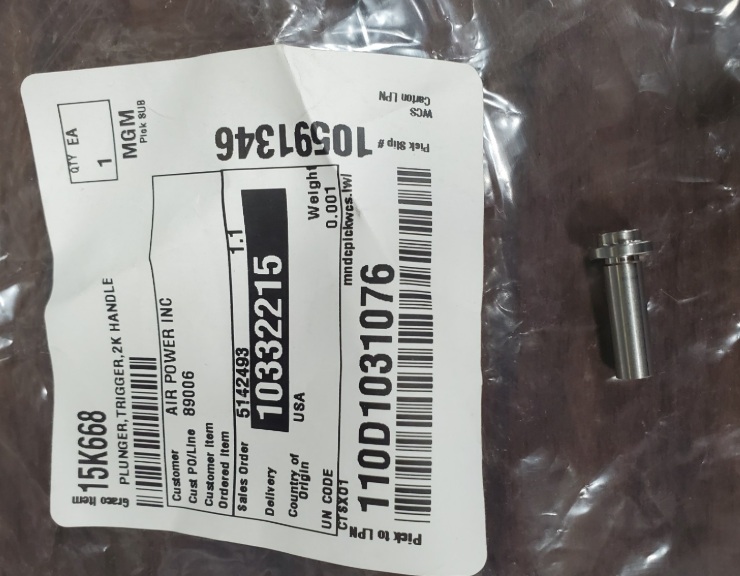 Graco Item 15K668
PLUNGER,TRIGGER,2K HANDLE
QTY EA
1
MGM
Pick SUB
Customer AIR POWER INC
Cust PO/Line 89006
Customer Item
Ordered Item
Sales Order 5142493 1.1
Delivery 10332215
Country of Origin USA
Weight
0.001
UN CODE
CTSX01
mndcpickwcs.lw/
Pick to LPN 110D1031076
Pick Slip # 10591346
WCS
Carton LPN